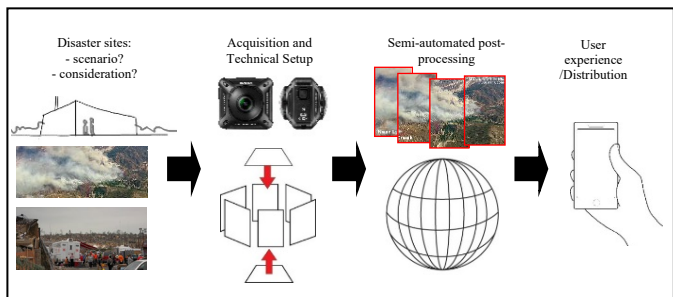 Disaster sites:
- scenario?
- consideration?
Acquisition and
Technical Setup
Semi-automated post-
processing
User
experience
/Distribution